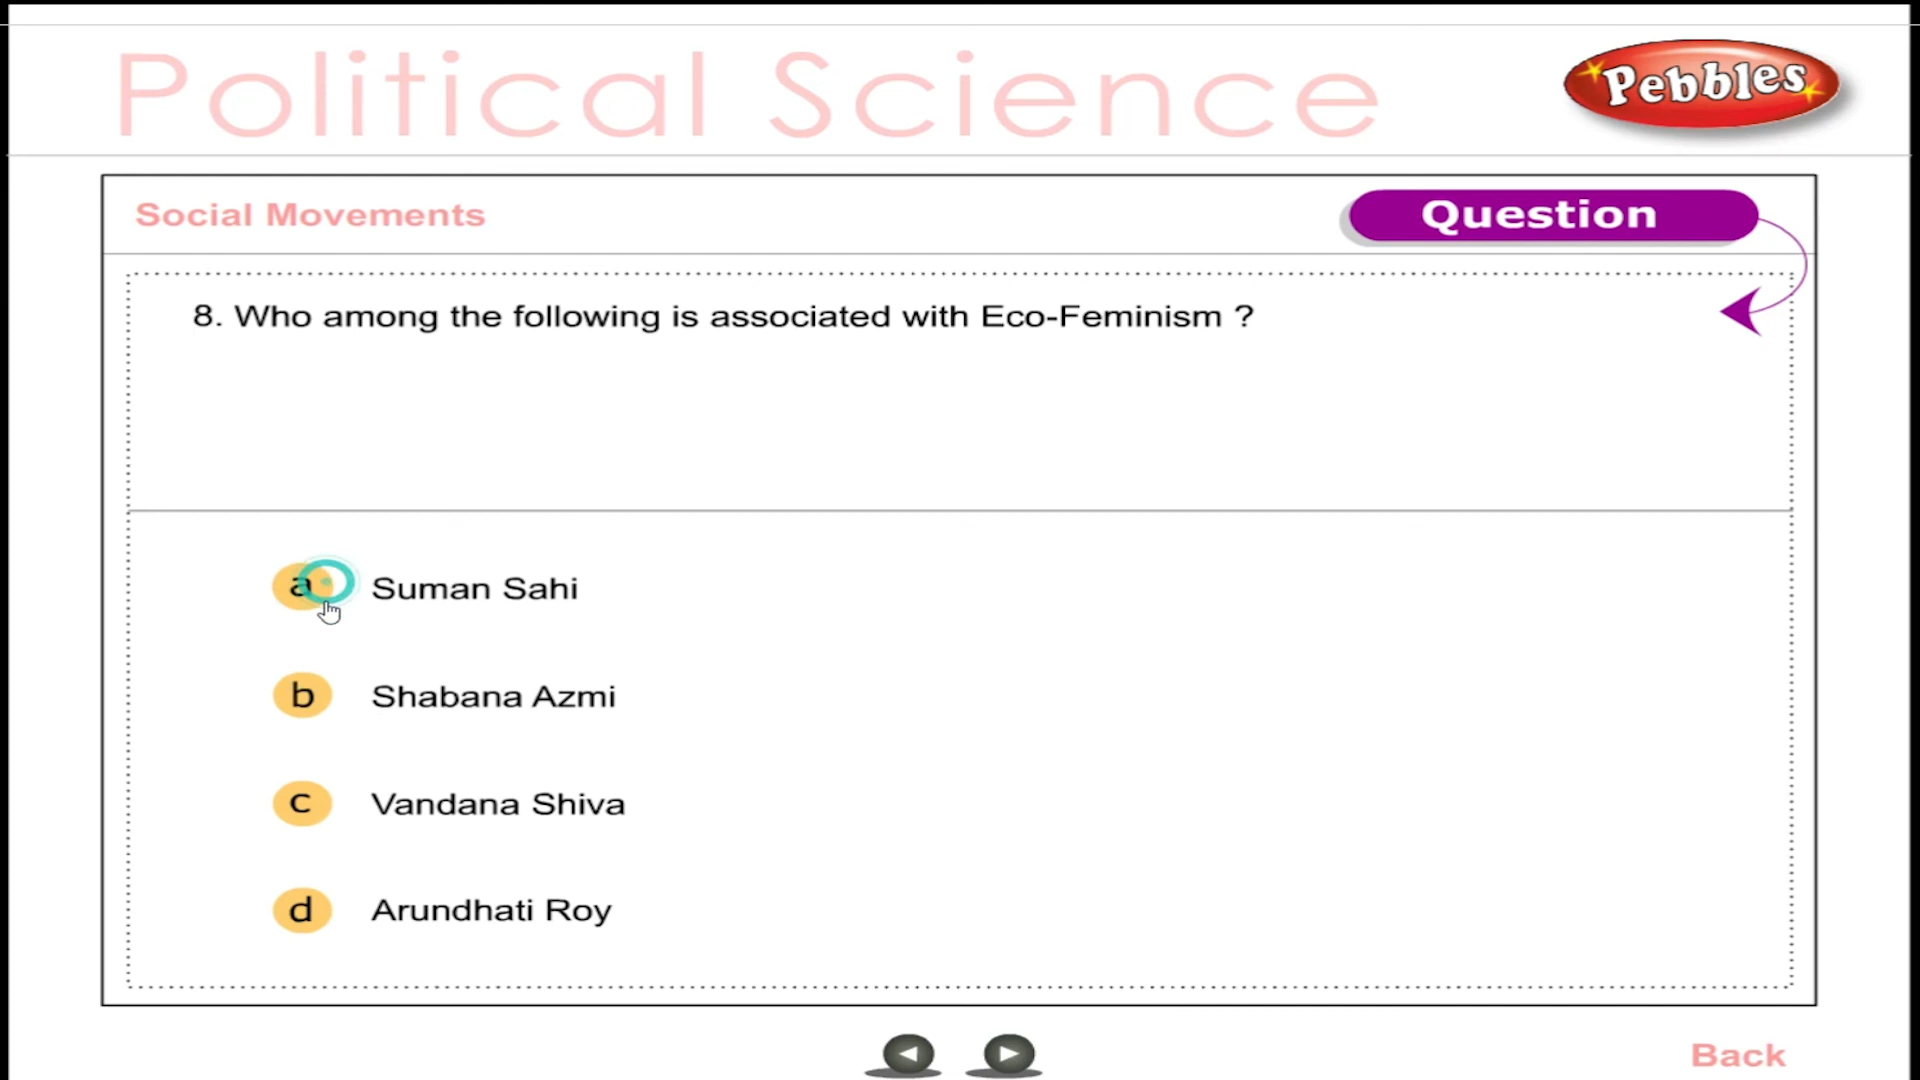 Political Science
Pebbles
Social Movements
Question
8. Who among the following is associated with Eco-Feminism ?
a Suman Sahi
b Shabana Azmi
c Vandana Shiva
d Arundhati Roy
Back